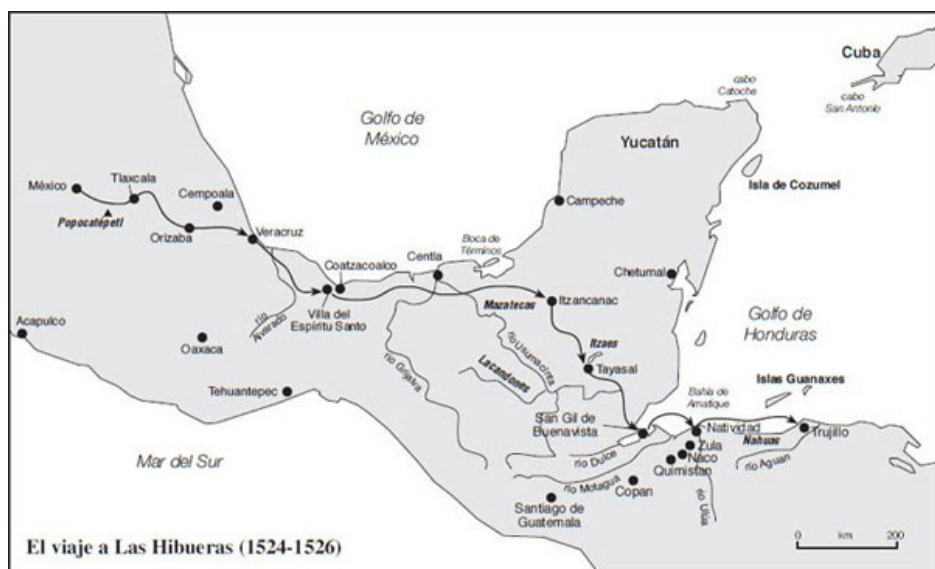 Cuba
cabo
Catoche
cabo
San Antonio
Golfo de
México
Yucatán
Tlaxcala
México
Cempoala
Isla de Cozumel
Popocatépetl
Campeche
Orizaba
Veracruz
Boca de
Términos
Centla
Coatzacoalco
Chetumal
Mazatecas
Itzancanac
Villa del
Espíritu Santo
Golfo de
Honduras
río
Alvarado
Acapulco
Oaxaca
Itzaes
río Usumacinta
Tayasal
río Grijalva
Lacandones
Islas Guanaxes
Tehuantepec
Bahía de
Amatique
San Gil de
Buenavista
Natividad
Trujillo
Nahuas
Zula
Mar del Sur
río Dulce
Naco
río Aguan
Quimistan
río Motagua
Copan
río Ulúa
Santiago de
Guatemala
El viaje a Las Hibueras (1524-1526)
0 200
km